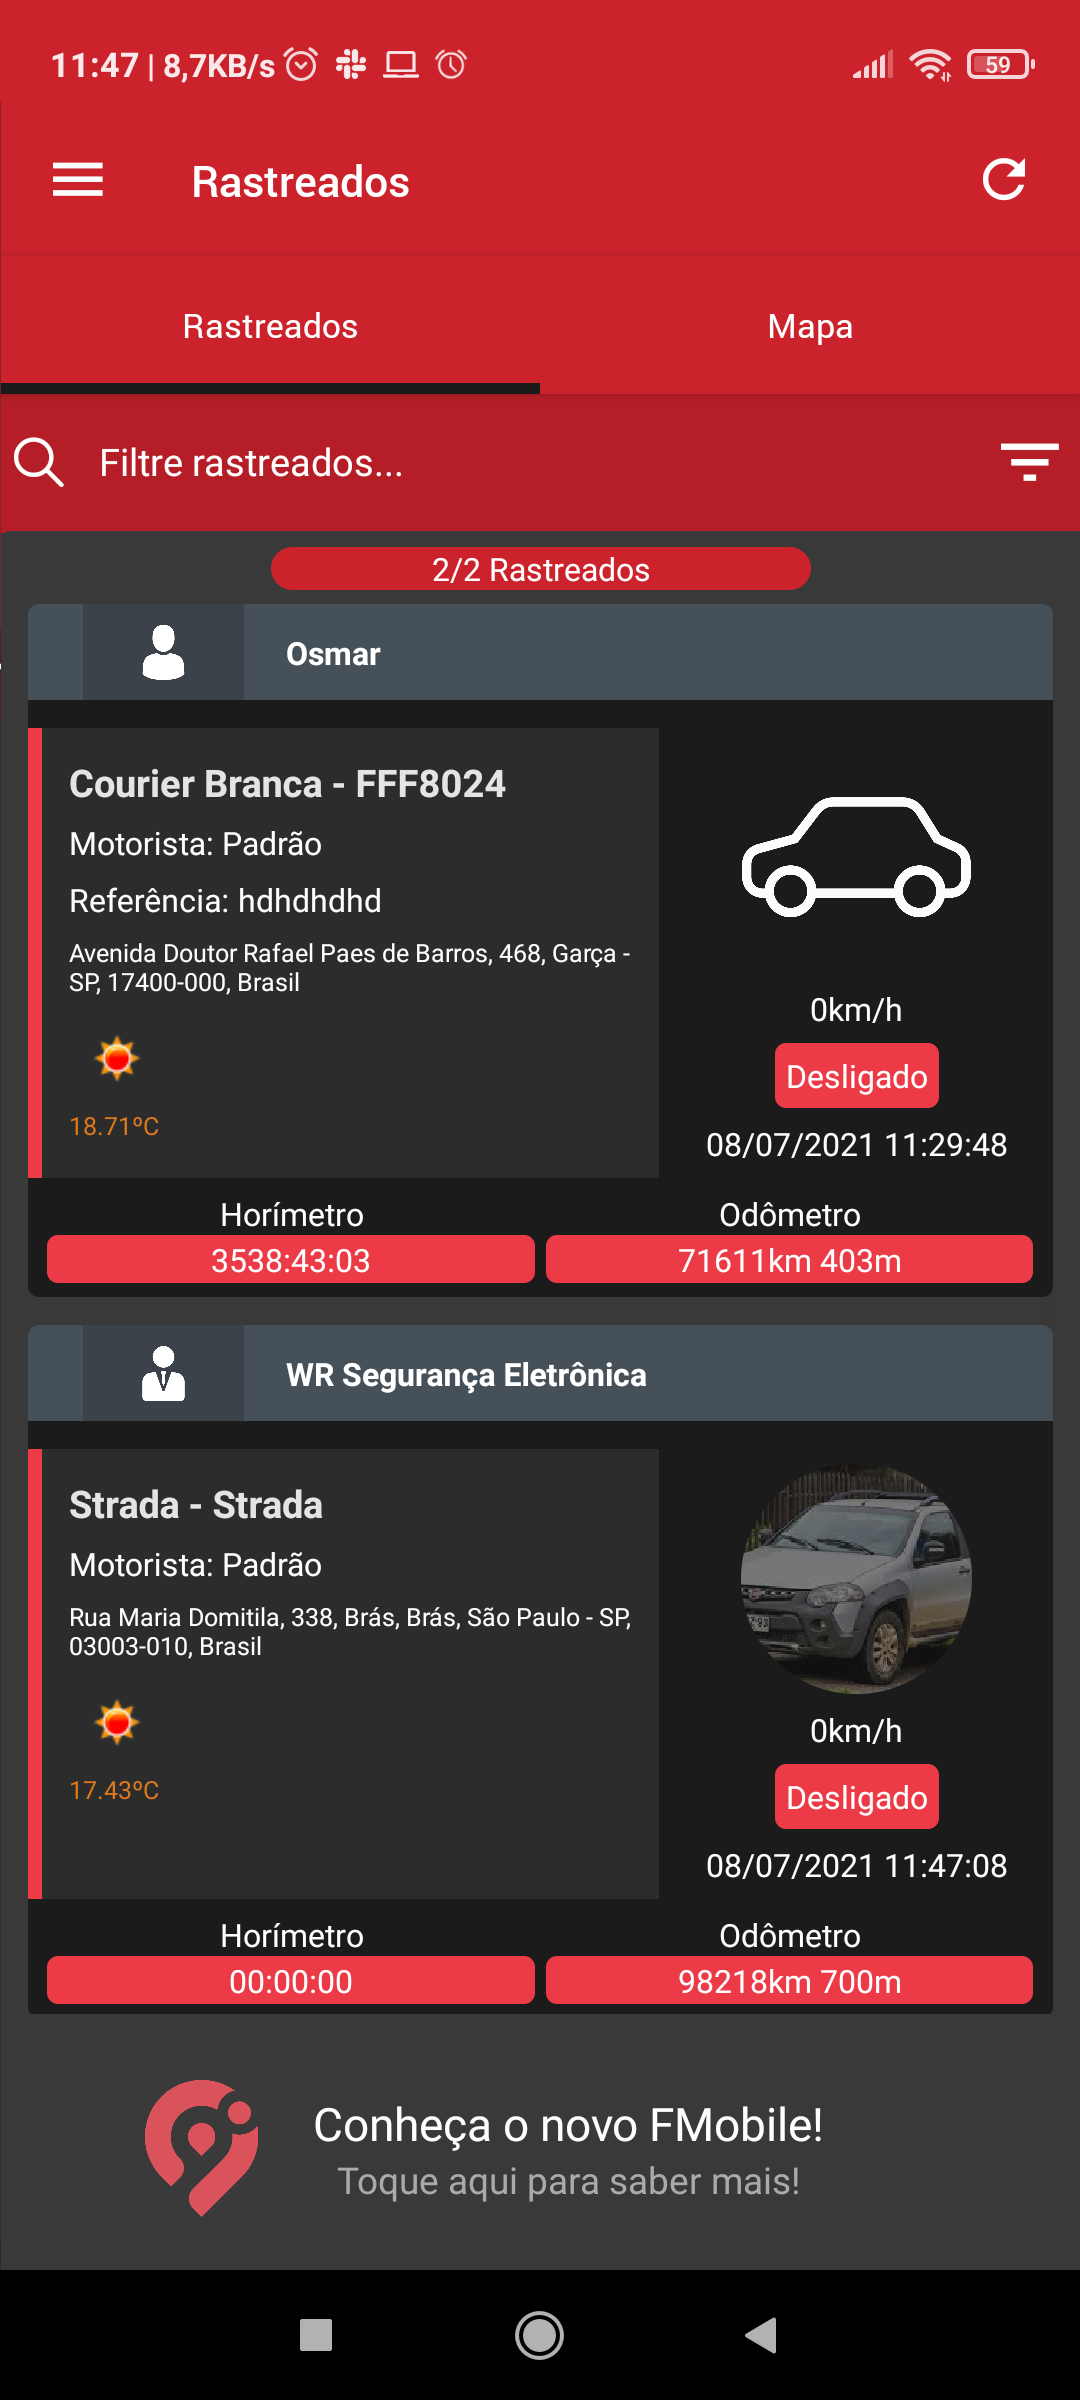 11:47 | 8,7KB/s
59
Rastreados
Rastreados
Mapa
Filtre rastreados...
2/2 Rastreados
Osmar
Courier Branca - FFF8024
Motorista: Padrão
Referência: hdhdhdhd
Avenida Doutor Rafael Paes de Barros, 468, Garça -
SP, 17400-000, Brasil
18.71ºC
0km/h
Desligado
08/07/2021 11:29:48
Horímetro
Odômetro
3538:43:03
71611km 403m
WR Segurança Eletrônica
Strada - Strada
Motorista: Padrão
Rua Maria Domitila, 338, Brás, Brás, São Paulo - SP,
03003-010, Brasil
17.43ºC
0km/h
Desligado
08/07/2021 11:47:08
Horímetro
Odômetro
00:00:00
98218km 700m
Conheça o novo FMobile!
Toque aqui para saber mais!